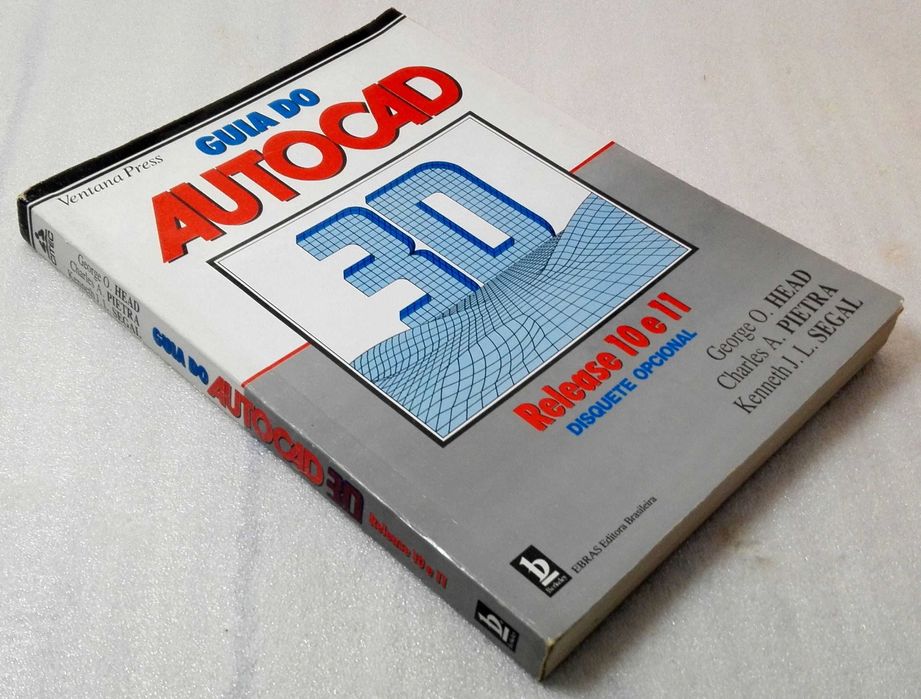 Ventana Press
GUIA DO
AUTOCAD
3D
Release 10 e 11
DISQUETE OPCIONAL
George O. HEAD
Charles A. PIETRA
Kenneth J. L. SEGAL
b
Berkeley
EBRAS Editora Brasileira
George O. HEAD
Charles A. PIETRA
Kenneth J. L. SEGAL
GUIA DO AUTOCAD 3D Release 10 e 11
b